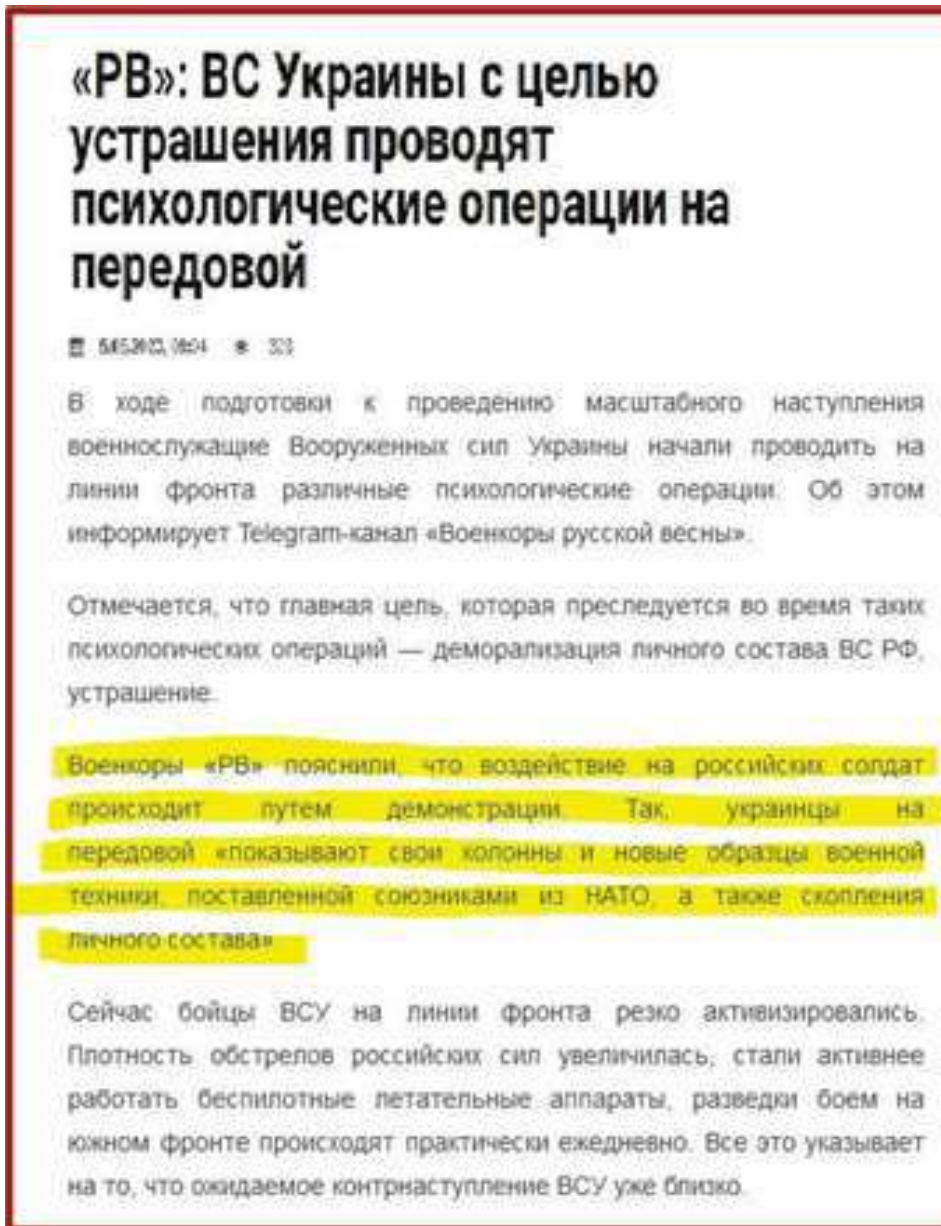 «РВ»: ВС Украины с целью
устрашения проводят
психологические операции на
передовой
В ходе подготовки к проведению масштабного наступления
военнослужащие Вооруженных сил Украины начали проводить на
линии фронта различные психологические операции. Об этом
информирует Telegram-канал «Военкоры русской весны».
Отмечается, что главная цель, которая преследуется во время таких
психологических операций — деморализация личного состава ВС РФ,
устрашение.
Военкоры «РВ» пояснили, что воздействие на российских солдат
происходит путем демонстрации. Так, украинцы на
передовой «показывают свои колонны и новые образцы военной
техники, поставленной союзниками из НАТО, а также скопления
личного состава»
Сейчас бойцы ВСУ на линии фронта резко активизировались.
Плотность обстрелов российских сил увеличилась, стали активнее
работать беспилотные летательные аппараты, разведки боем на
южном фронте происходят практически ежедневно. Все это указывает
на то, что ожидаемое контрнаступление ВСУ уже близко.